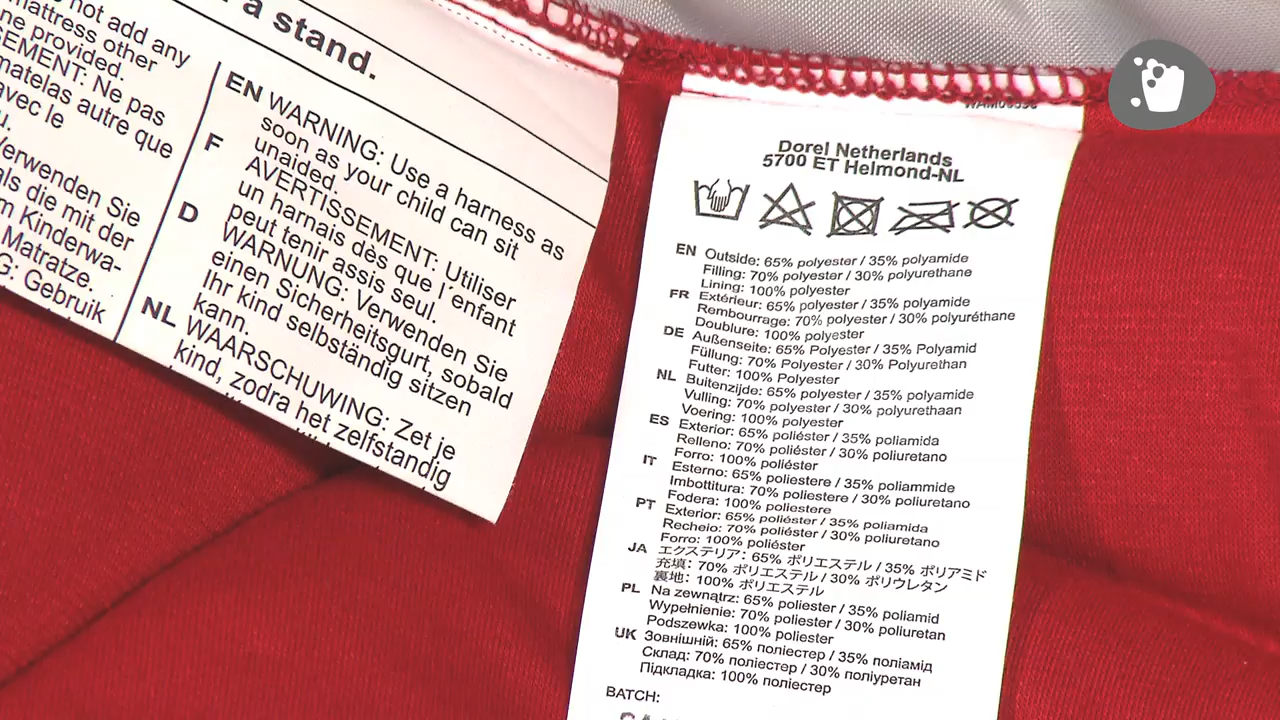 not add any
mattress other
ne provided.
SEMENT: Ne pas
matelas autre que
avec le
u.
Verwenden Sie
als die mit der
m Kinderwa-
Matratze.
G: Gebruik
a stand.
EN WARNING: Use a harness as
soon as your child can sit
unaided.
F AVERTISSEMENT: Utiliser
un harnais dès que l'enfant
peut tenir assis seul.
D WARNUNG: Verwenden Sie
einen Sicherheitsgurt, sobald
Ihr kind selbständig sitzen
kann.
NL WAARSCHUWING: Zet je
kind, zodra het zelfstandig
Dorel Netherlands
5700 ET Helmond-NL
EN Outside: 65% polyester / 35% polyamide
Filling: 70% polyester / 30% polyurethane
Lining: 100% polyester
FR Extérieur: 65% polyester / 35% polyamide
Rembourrage: 70% polyester / 30% polyuréthane
Doublure: 100% polyester
DE Außenseite: 65% Polyester / 35% Polyamid
Füllung: 70% Polyester / 30% Polyurethan
Futter: 100% Polyester
NL Buitenzijde: 65% polyester / 35% polyamide
Vulling: 70% polyester / 30% polyurethaan
Voering: 100% polyester
ES Exterior: 65% poliéster / 35% poliamida
Relleno: 70% poliéster / 30% poliuretano
Forro: 100% poliéster
IT Esterno: 65% poliestere / 35% poliammide
Imbottitura: 70% poliestere / 30% poliuretano
Fodera: 100% poliestere
PT Exterior: 65% poliéster / 35% poliamida
Recheio: 70% poliéster / 30% poliuretano
Forro: 100% poliéster
JA エクステリア: 65% ポリエステル / 35% ポリアミド
充填: 70% ポリエステル / 30% ポリウレタン
裏地: 100% ポリエステル
PL Na zewnątrz: 65% poliester / 35% poliamid
Wypełnienie: 70% poliester / 30% poliuretan
Podszewka: 100% poliester
UK Зовнішній: 65% поліестер / 35% поліамід
Склад: 70% поліестер / 30% поліуретан
Підкладка: 100% поліестер
BATCH: